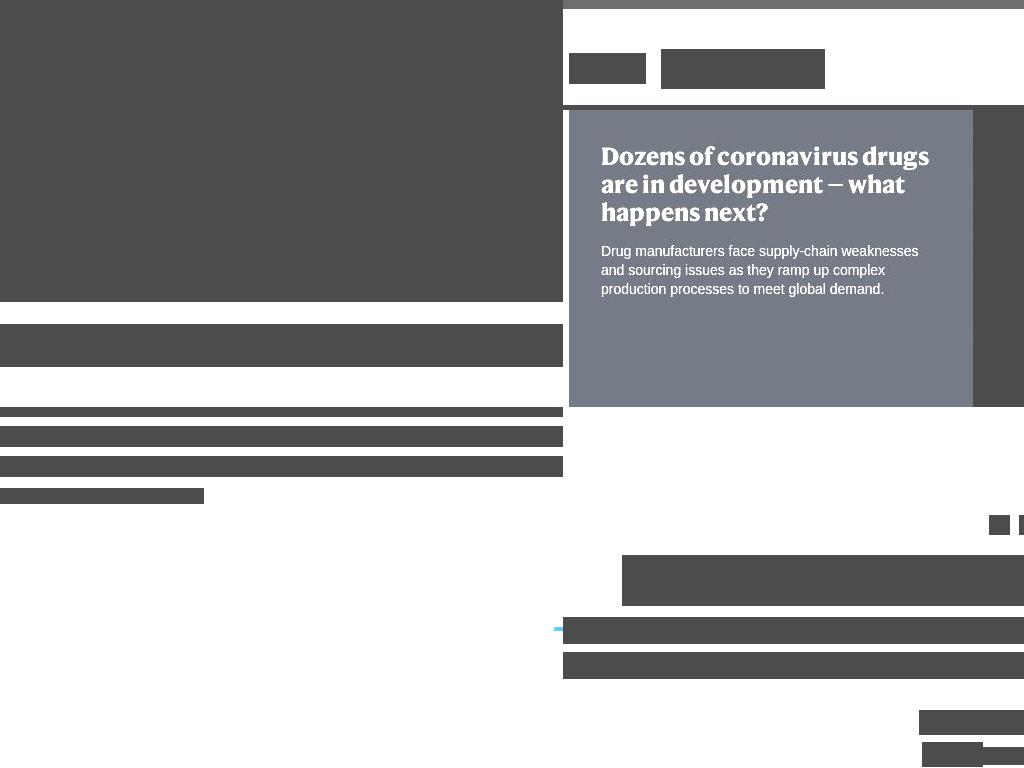 Dozens of coronavirus drugs
are in development — what
happens next?
Drug manufacturers face supply-chain weaknesses
and sourcing issues as they ramp up complex
production processes to meet global demand.